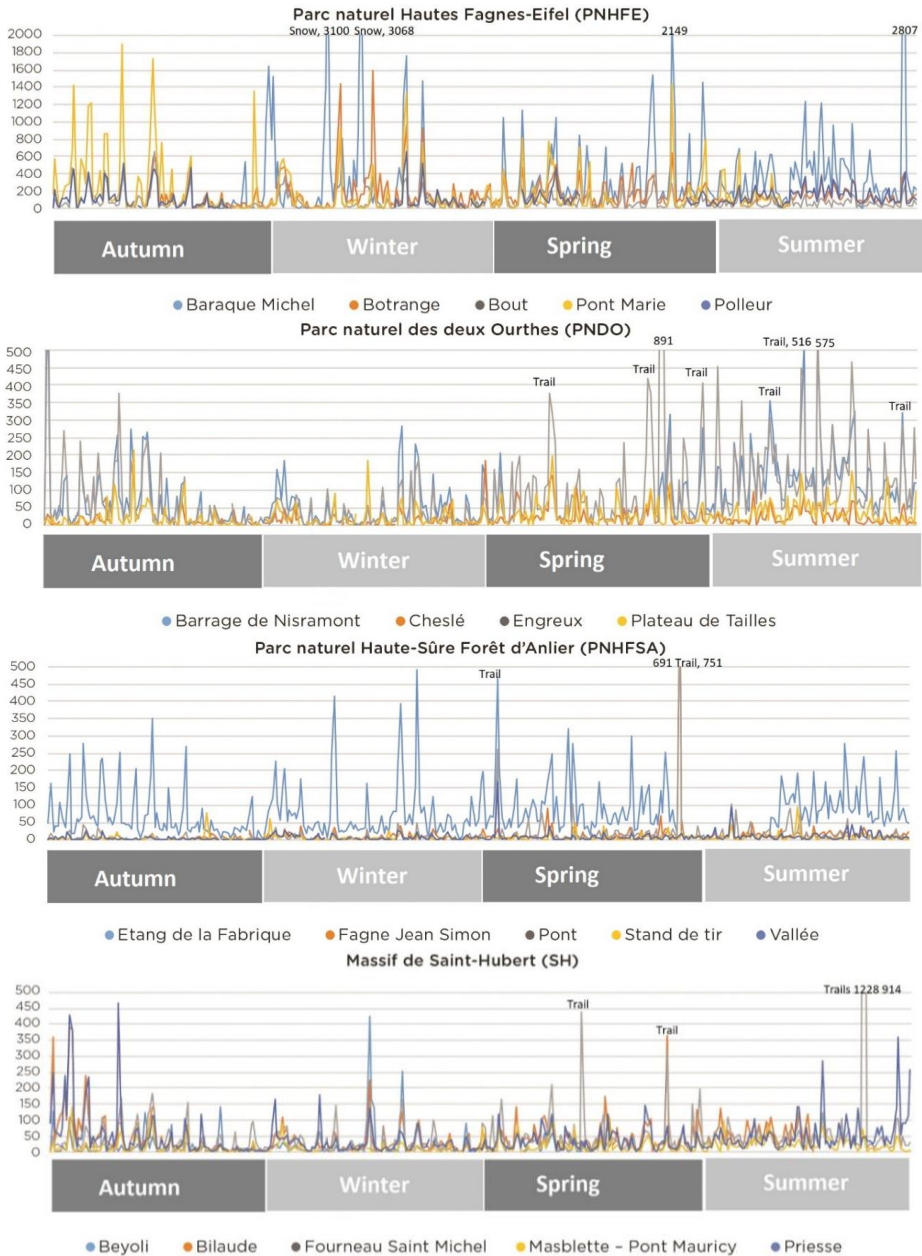 Parc naturel Hautes Fagnes-Eifel (PNHFE)
Snow, 3100 Snow, 3068 2149 2807
2000
1800
1600
1400
1200
1000
800
600
400
200
0
Autumn Winter Spring Summer
Baraque Michel Botrange Bout Pont Marie Polleur
Parc naturel des deux Ourthes (PNDO)
891 Trail, 516 575
500
450
400
350
300
250
200
150
100
50
0
Trail Trail Trail Trail Trail
Autumn Winter Spring Summer
Barrage de Nisramont Cheslé Engreux Plateau de Tailles
Parc naturel Haute-Sûre Forêt d'Anlier (PNHFSA)
691 Trail, 751
Trail
500
450
400
350
300
250
200
150
100
50
0
Autumn Winter Spring Summer
Etang de la Fabrique Fagne Jean Simon Pont Stand de tir Vallée
Massif de Saint-Hubert (SH)
Trails 1228 914
500
450
400
350
300
250
200
150
100
50
0
Trail Trail
Autumn Winter Spring Summer
Beyoli Bilaude Fourneau Saint Michel Masblette – Pont Mauricy Priesse